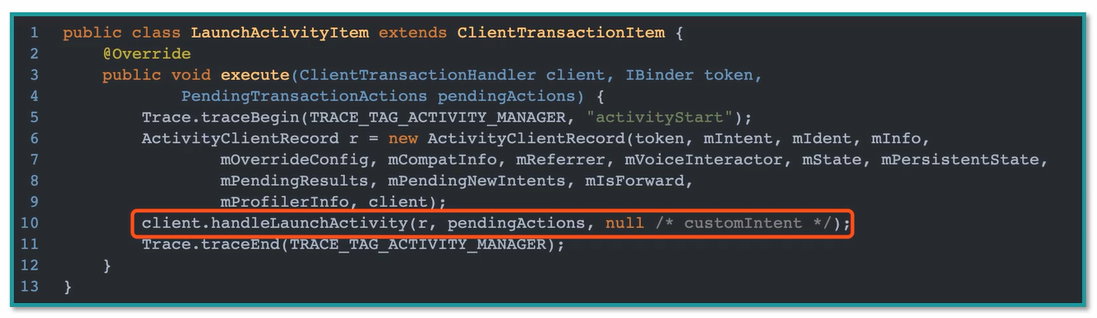 1 public class LaunchActivityItem extends ClientTransactionItem {
2 @Override
3 public void execute(ClientTransactionHandler client, IBinder token,
4 PendingTransactionActions pendingActions) {
5 Trace.traceBegin(TRACE_TAG_ACTIVITY_MANAGER, "activityStart");
6 ActivityClientRecord r = new ActivityClientRecord(token, mIntent, mIdent, mInfo,
7 mOverrideConfig, mCompatInfo, mReferrer, mVoiceInteractor, mState, mPersistentState,
8 mPendingResults, mPendingNewIntents, mIsForward,
9 mProfilerInfo, client);
10 client.handleLaunchActivity(r, pendingActions, null /* customIntent */);
11 Trace.traceEnd(TRACE_TAG_ACTIVITY_MANAGER);
12 }
13 }